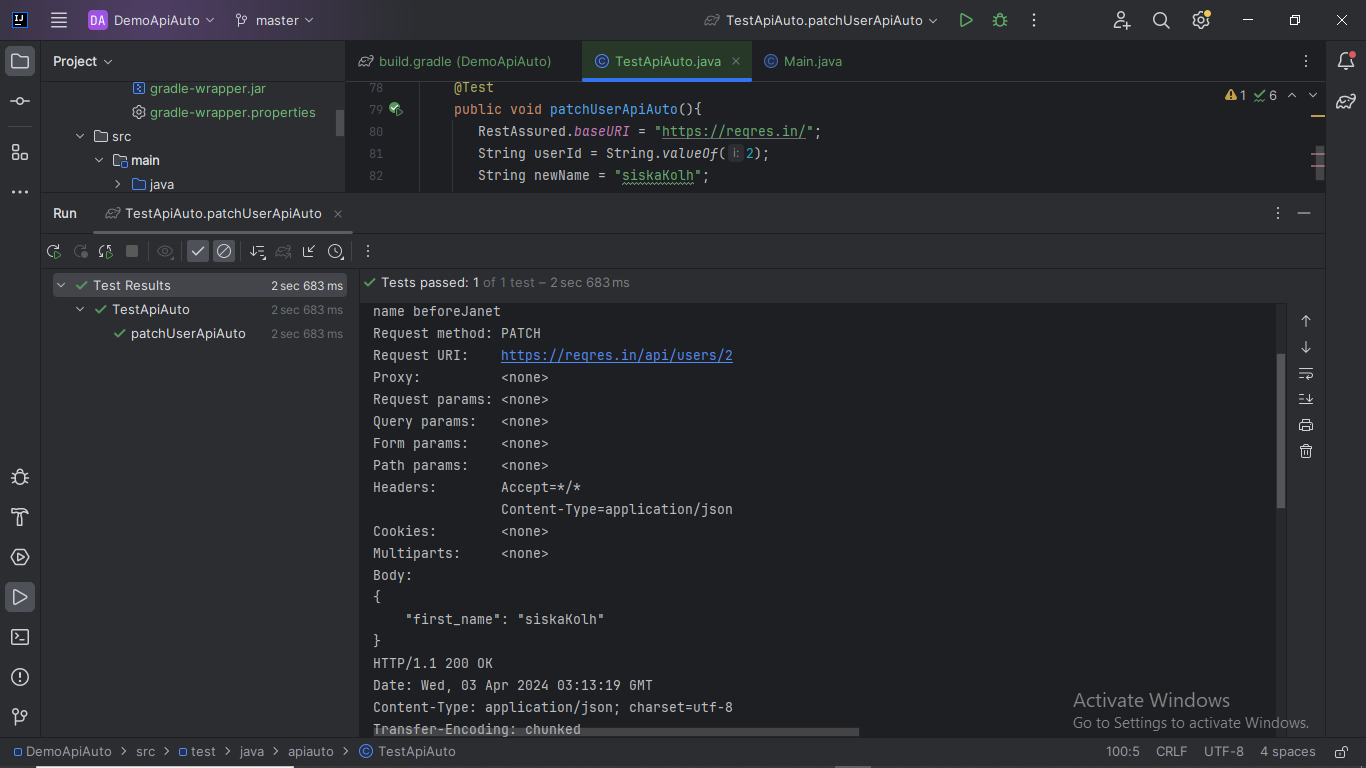 DA DemoApiAuto master TestApiAuto.patchUserApiAuto
Project build.gradle (DemoApiAuto) TestApiAuto.java Main.java
gradle-wrapper.jar
gradle-wrapper.properties
src
main
java
78 @Test
79 public void patchUserApiAuto(){
80 RestAssured.baseURI = "https://reqres.in/";
81 String userId = String.valueOf( i: 2);
82 String newName = "siskaKolh";
1 6
Run TestApiAuto.patchUserApiAuto
Test Results 2 sec 683 ms
TestApiAuto 2 sec 683 ms
patchUserApiAuto 2 sec 683 ms
Tests passed: 1 of 1 test – 2 sec 683 ms
name beforeJanet
Request method: PATCH
Request URI: https://reqres.in/api/users/2
Proxy: <none>
Request params: <none>
Query params: <none>
Form params: <none>
Path params: <none>
Headers: Accept=*/*
Content-Type=application/json
Cookies: <none>
Multiparts: <none>
Body:
{
"first_name": "siskaKolh"
}
HTTP/1.1 200 OK
Date: Wed, 03 Apr 2024 03:13:19 GMT
Content-Type: application/json; charset=utf-8
Transfer-Encoding: chunked
Activate Windows
Go to Settings to activate Windows.
DemoApiAuto > src > test > java > apiauto > TestApiAuto 100:5 CRLF UTF-8 4 spaces